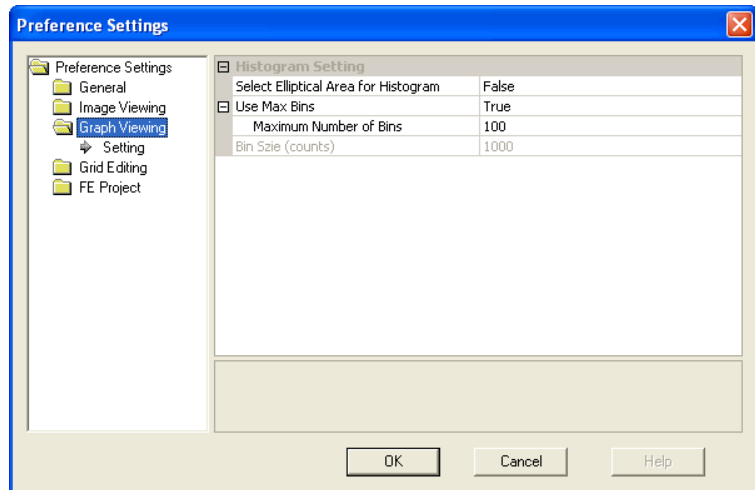 Preference Settings
Preference Settings
General
Image Viewing
Graph Viewing
Setting
Grid Editing
FE Project
Histogram Setting
Select Elliptical Area for Histogram False
Use Max Bins True
Maximum Number of Bins 100
Bin Szie (counts) 1000
OK Cancel Help